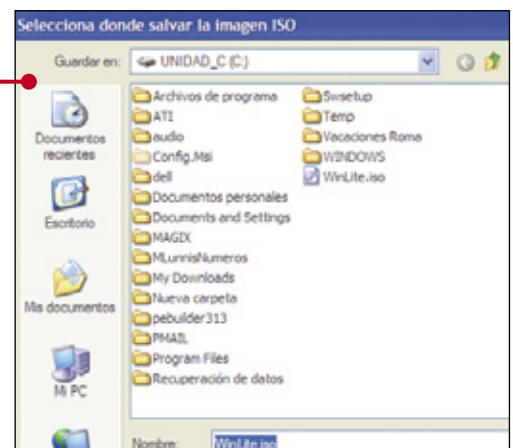 Selecciona donde salvar la imagen ISO
Guardar en: UNIDAD_C (C:)
Documentos
recientes
Escritorio
Mis documentos
Mi PC
Archivos de programa
ATI
audio
Config.Msi
dell
Documentos personales
Documents and Settings
MAGIX
MLunnisNumeros
My Downloads
Nueva carpeta
pebuilder313
PMAIL
Program Files
Recuperación de datos
Swsetup
Temp
Vacaciones Roma
WINDOWS
WinLite.iso
Nombre: WinLite.iso